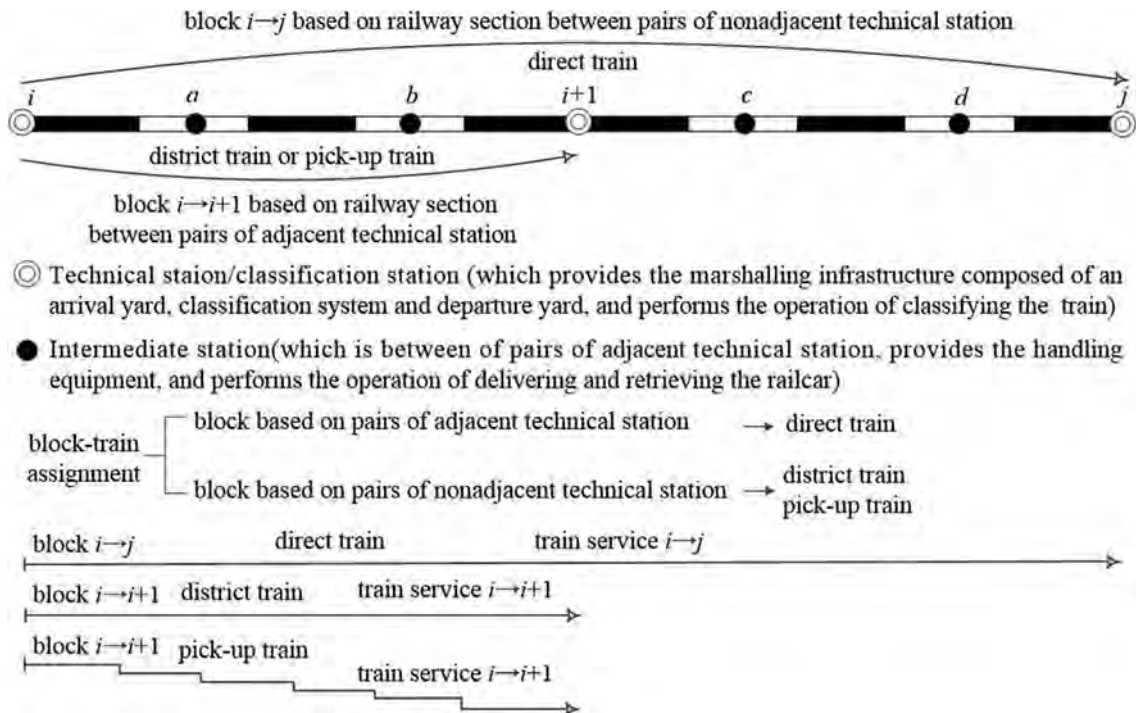 block i→j based on railway section between pairs of nonadjacent technical station
direct train
i a b i+1 c d j
district train or pick-up train
block i→i+1 based on railway section
between pairs of adjacent technical station
Technical staion/classification station (which provides the marshalling infrastructure composed of an
arrival yard, classification system and departure yard, and performs the operation of classifying the train)
Intermediate station(which is between of pairs of adjacent technical station, provides the handling
equipment, and performs the operation of delivering and retrieving the railcar)
block-train
assignment
block based on pairs of adjacent technical station → direct train
block based on pairs of nonadjacent technical station → district train
pick-up train
block i→j direct train train service i→j
block i→i+1 district train train service i→i+1
block i→i+1 pick-up train train service i→i+1